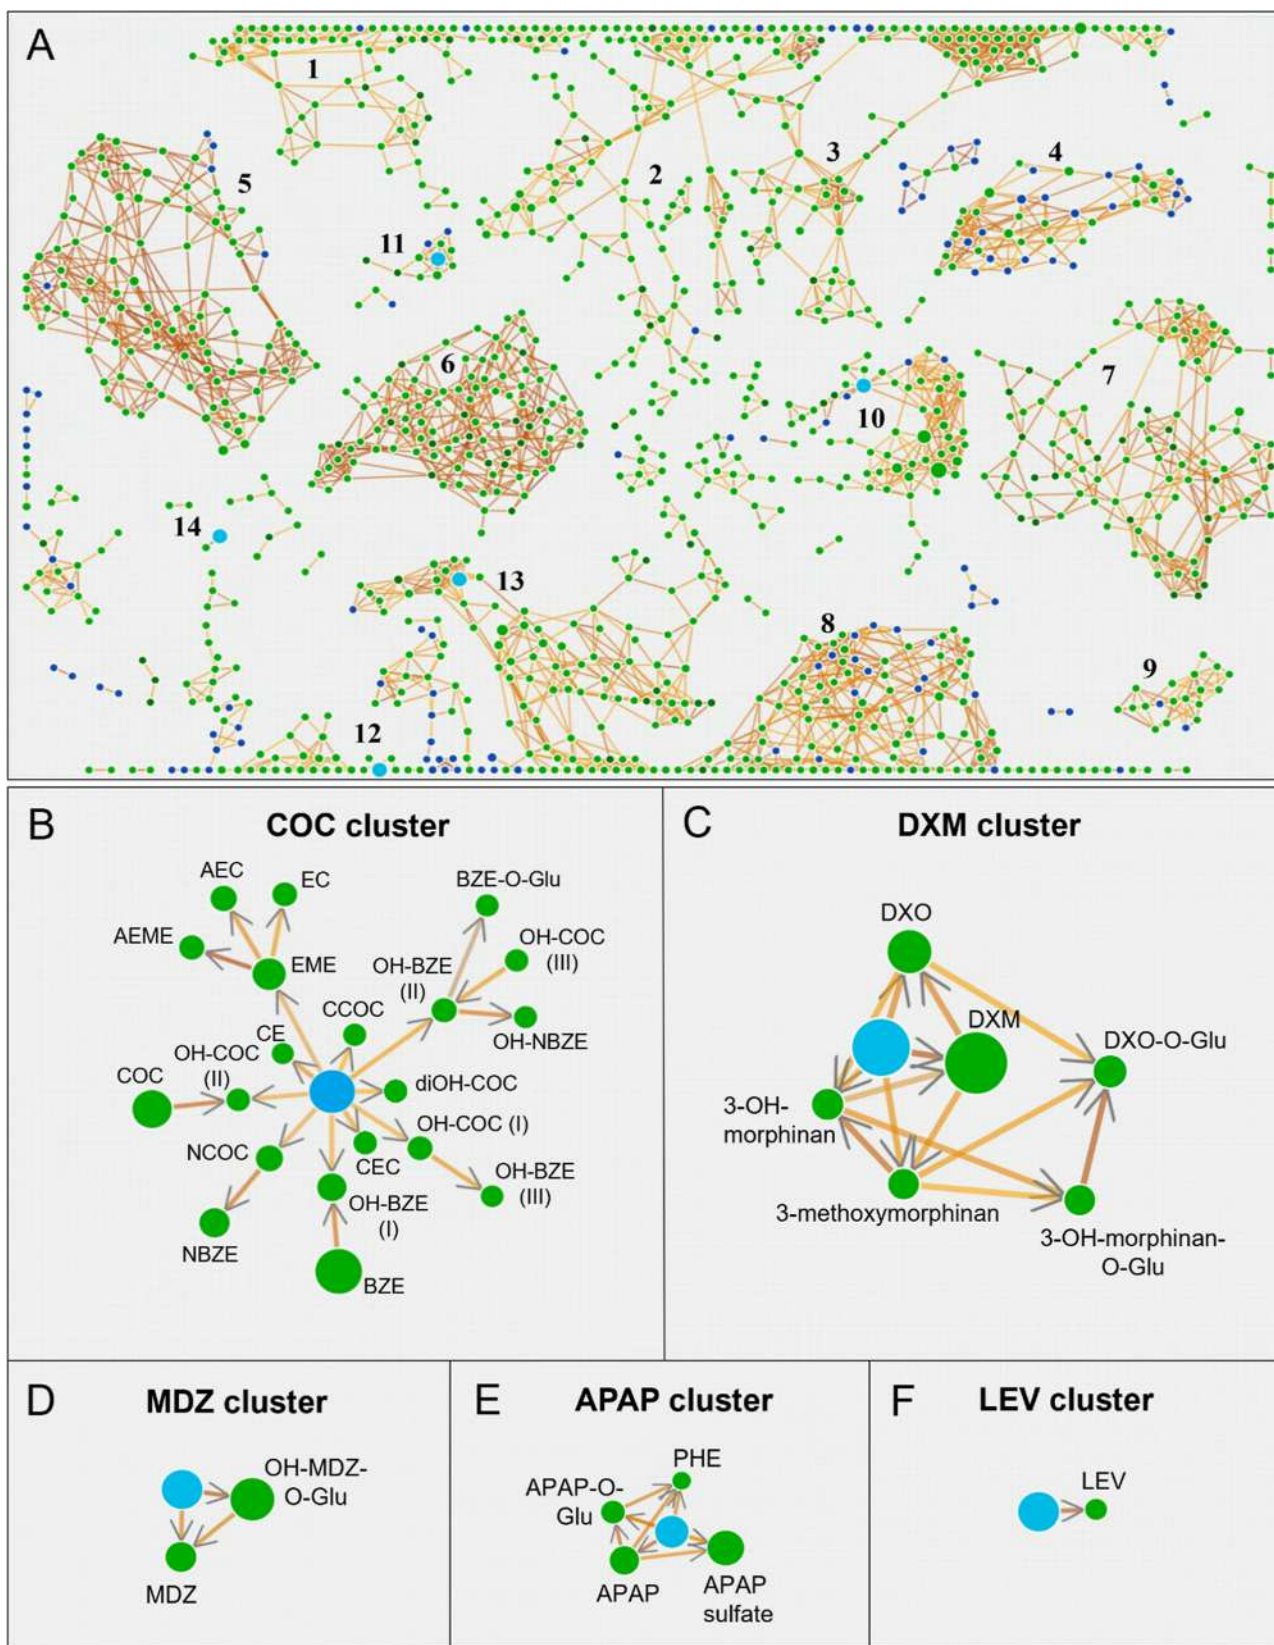 A
1
2
3
4
5
11
6
10
7
14
13
8
9
12
B
COC cluster
AEC
EC
BZE-O-Glu
AEME
EME
OH-BZE
(II)
OH-COC
(III)
CCOC
CE
OH-NBZE
OH-COC
(II)
COC
diOH-COC
OH-COC (I)
NCOC
CEC
OH-BZE
(III)
OH-BZE
(I)
NBZE
BZE
C
DXM cluster
DXO
DXM
DXO-O-Glu
3-OH-
morphinan
3-methoxymorphinan
3-OH-morphinan-
O-Glu
D
MDZ cluster
OH-MDZ-
O-Glu
MDZ
E
APAP cluster
PHE
APAP-O-
Glu
APAP
APAP
sulfate
F
LEV cluster
LEV